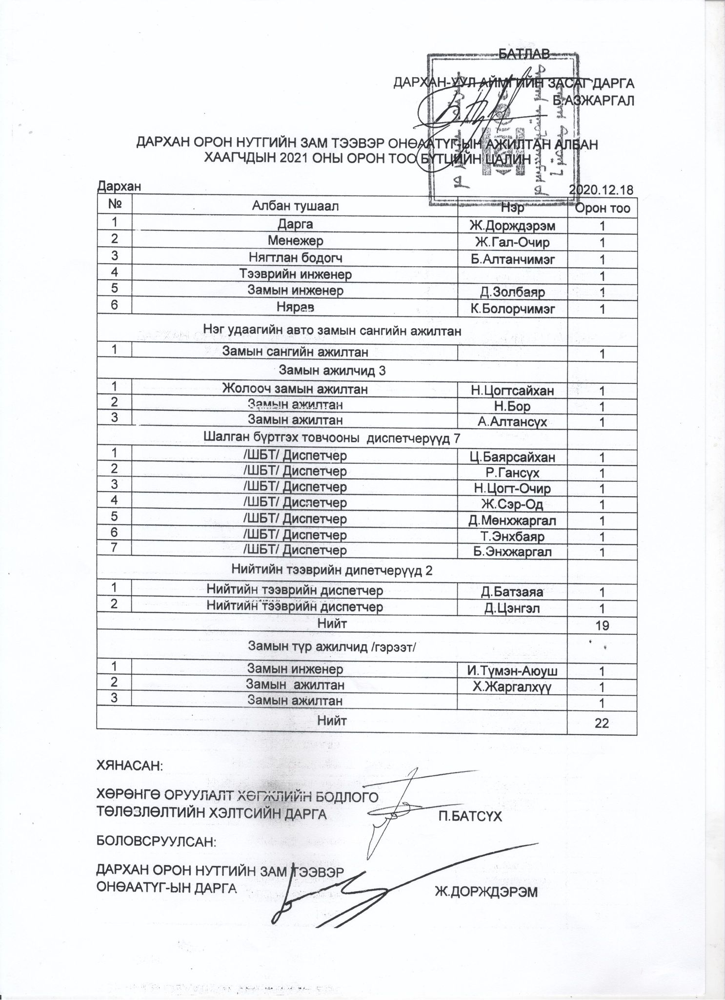 БАТЛАВ
ДАРХАН-УУЛ АЙМГИЙН ЗАСАГ ДАРГА
Б.АЗЖАРГАЛ
ДАРХАН ОРОН НУТГИЙН ЗАМ ТЭЭВЭР ОНӨААТҮГ-ЫН АЖИЛТАН АЛБАН
ХААГЧДЫН 2021 ОНЫ ОРОН ТОО БҮТЦИЙН ЦАЛИН
Дархан 2020.12.18
№ Албан тушаал Нэр Орон тоо
1 Дарга Ж.Дорждэрэм 1
2 Менежер Ж.Гал-Очир 1
3 Нягтлан бодогч Б.Алтанчимэг 1
4 Тээврийн инженер 1
5 Замын инженер Д.Золбаяр 1
6 Нярав К.Болорчимэг 1
Нэг удаагийн авто замын сангийн ажилтан
1 Замын сангийн ажилтан 1
Замын ажилчид 3
1 Жолооч замын ажилтан Н.Цогтсайхан 1
2 Замын ажилтан Н.Бор 1
3 Замын ажилтан А.Алтансүх 1
Шалган бүртгэх товчооны диспетчерүүд 7
1 /ШБТ/ Диспетчер Ц.Баярсайхан 1
2 /ШБТ/ Диспетчер Р.Гансүх 1
3 /ШБТ/ Диспетчер Н.Цогт-Очир 1
4 /ШБТ/ Диспетчер Ж.Сэр-Од 1
5 /ШБТ/ Диспетчер Д.Мөнхжаргал 1
6 /ШБТ/ Диспетчер Т.Энхбаяр 1
7 /ШБТ/ Диспетчер Б.Энхжаргал 1
Нийтийн тээврийн дипетчерүүд 2
1 Нийтийн тээврийн диспетчер Д.Батзаяа 1
2 Нийтийн тээврийн диспетчер Д.Цэнгэл 1
Нийт 19
Замын түр ажилчид /гэрээт/
1 Замын инженер И.Түмэн-Аюуш 1
2 Замын ажилтан Х.Жаргалхүү 1
3 Замын ажилтан 1
Нийт 22
ХЯНАСАН:
ХӨРӨНГӨ ОРУУЛАЛТ ХӨГЖЛИЙН БОДЛОГО
ТӨЛӨВЛӨЛТИЙН ХЭЛТСИЙН ДАРГА П.БАТСҮХ
БОЛОВСРУУЛСАН:
ДАРХАН ОРОН НУТГИЙН ЗАМ ТЭЭВЭР
ОНӨААТҮГ-ЫН ДАРГА Ж.ДОРЖДЭРЭМ